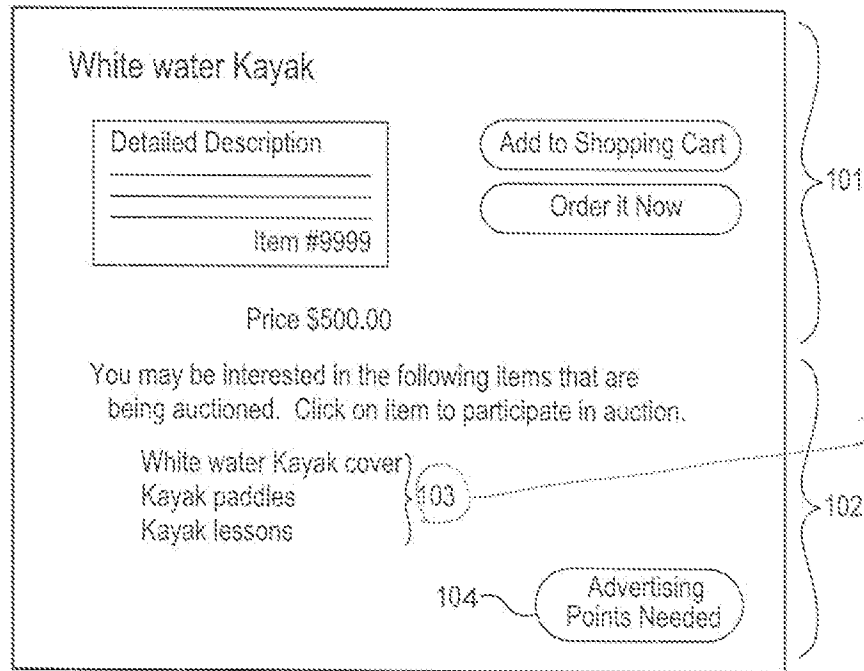 White water Kayak
Detailed Description
Item #9999
Add to Shopping Cart
Order it Now
101
Price $500.00
You may be interested in the following items that are
being auctioned. Click on item to participate in auction.
White water Kayak cover
Kayak paddles
Kayak lessons
103
102
104
Advertising
Points Needed